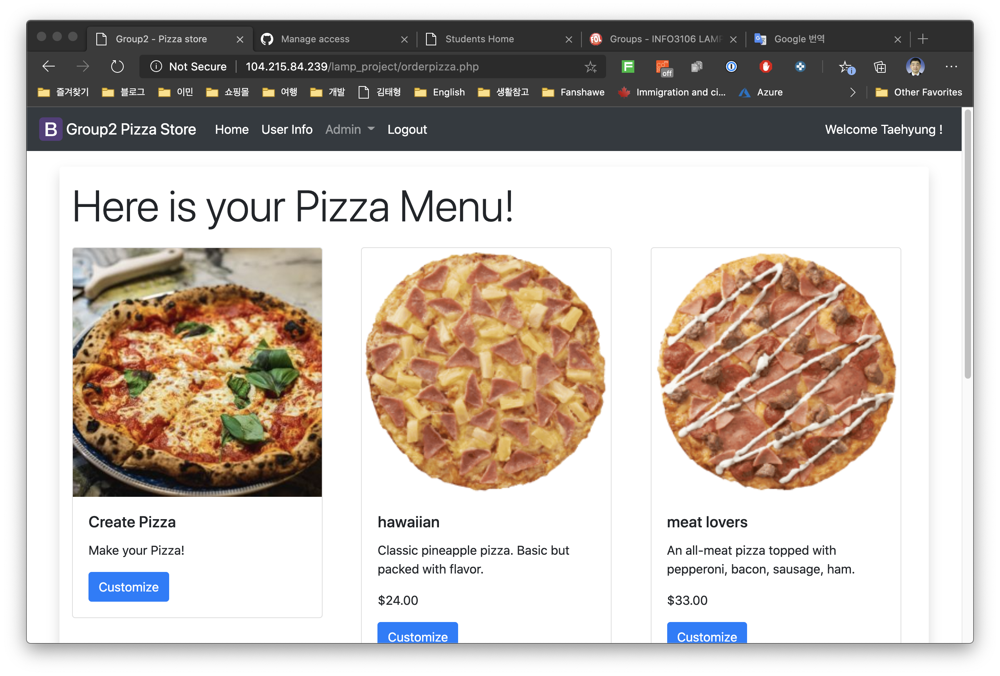 Group2 - Pizza store
Manage access
Students Home
Groups - INFO3106 LAMP
Google 번역
Not Secure
104.215.84.239/lamp_project/orderpizza.php
F
off
즐겨찾기
블로그
이민
쇼핑몰
여행
개발
김태형
English
생활참고
Fanshawe
Immigration and ci...
Azure
Other Favorites
B Group2 Pizza Store
Home
User Info
Admin
Logout
Welcome Taehyung !
Here is your Pizza Menu!
Create Pizza
Make your Pizza!
Customize
hawaiian
Classic pineapple pizza. Basic but
packed with flavor.
$24.00
Customize
meat lovers
An all-meat pizza topped with
pepperoni, bacon, sausage, ham.
$33.00
Customize